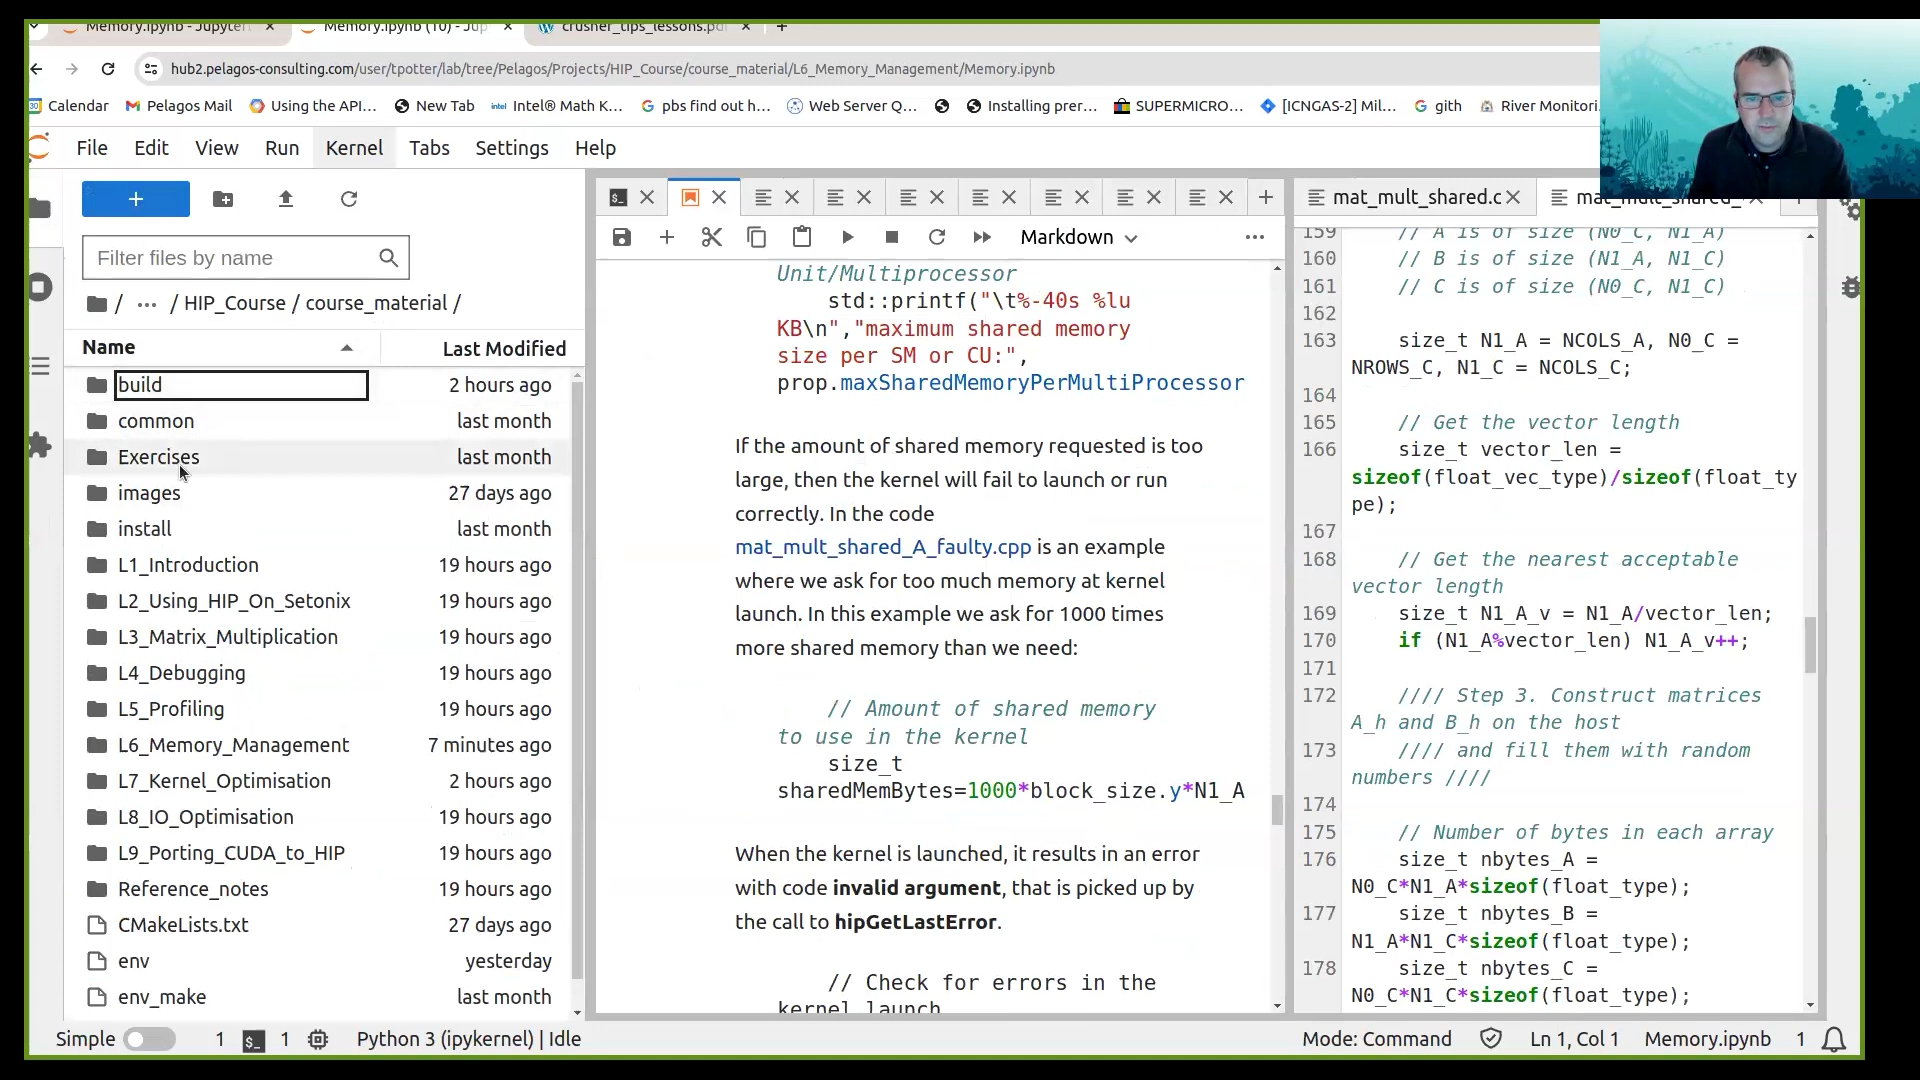 Memory.ipynb - Jupyter
Memory.ipynb (10) - Jup
crusher_tips_lessons.pd
hub2.pelagos-consulting.com/user/tpotter/lab/tree/Pelagos/Projects/HIP_Course/course_material/L6_Memory_Management/Memory.ipynb
Calendar
Pelagos Mail
Using the API...
New Tab
Intel® Math K...
pbs find out h...
Web Server Q...
Installing prer...
SUPERMICRO...
[ICNGAS-2] Mil...
gith
River Monitori
File Edit View Run Kernel Tabs Settings Help
Filter files by name
/ ... / HIP_Course / course_material /
Name Last Modified
build 2 hours ago
common last month
Exercises last month
images 27 days ago
install last month
L1_Introduction 19 hours ago
L2_Using_HIP_On_Setonix 19 hours ago
L3_Matrix_Multiplication 19 hours ago
L4_Debugging 19 hours ago
L5_Profiling 19 hours ago
L6_Memory_Management 7 minutes ago
L7_Kernel_Optimisation 2 hours ago
L8_IO_Optimisation 19 hours ago
L9_Porting_CUDA_to_HIP 19 hours ago
Reference_notes 19 hours ago
CMakeLists.txt 27 days ago
env yesterday
env_make last month
Markdown
Unit/Multiprocessor
std::printf("\t%-40s %lu
KB\n","maximum shared memory
size per SM or CU:",
prop.maxSharedMemoryPerMultiProcessor
If the amount of shared memory requested is too
large, then the kernel will fail to launch or run
correctly. In the code
mat_mult_shared_A_faulty.cpp is an example
where we ask for too much memory at kernel
launch. In this example we ask for 1000 times
more shared memory than we need:
// Amount of shared memory
to use in the kernel
size_t
sharedMemBytes=1000*block_size.y*N1_A
When the kernel is launched, it results in an error
with code invalid argument, that is picked up by
the call to hipGetLastError.
// Check for errors in the
kernel launch
mat_mult_shared.c
mat_mult_shared_
159 // A is of size (N0_C, N1_A)
160 // B is of size (N1_A, N1_C)
161 // C is of size (N0_C, N1_C)
162
163 size_t N1_A = NCOLS_A, N0_C =
NROWS_C, N1_C = NCOLS_C;
164
165 // Get the vector length
166 size_t vector_len =
sizeof(float_vec_type)/sizeof(float_ty
pe);
167
168 // Get the nearest acceptable
vector length
169 size_t N1_A_v = N1_A/vector_len;
170 if (N1_A%vector_len) N1_A_v++;
171
172 //// Step 3. Construct matrices
A_h and B_h on the host
173 //// and fill them with random
numbers ////
174
175 // Number of bytes in each array
176 size_t nbytes_A =
N0_C*N1_A*sizeof(float_type);
177 size_t nbytes_B =
N1_A*N1_C*sizeof(float_type);
178 size_t nbytes_C =
N0_C*N1_C*sizeof(float_type);
Simple 1 1 Python 3 (ipykernel) | Idle
Mode: Command Ln 1, Col 1 Memory.ipynb 1